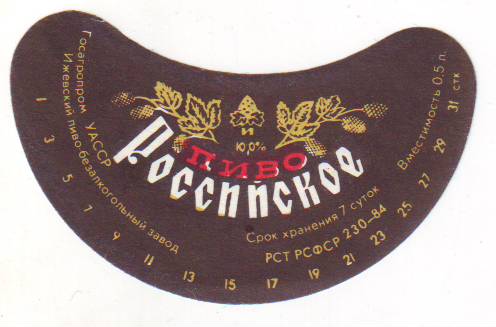 Госагропром УАССР
Ижевский пиво-безалкогольный завод
И
10,0%
ПИВО
Российское
Срок хранения 7 суток
РСТ РСФСР 230-84
Вместимость 0,5 л.
1 3 5 7 9 11 13 15 17 19 21 23 25 27 29 31 стк